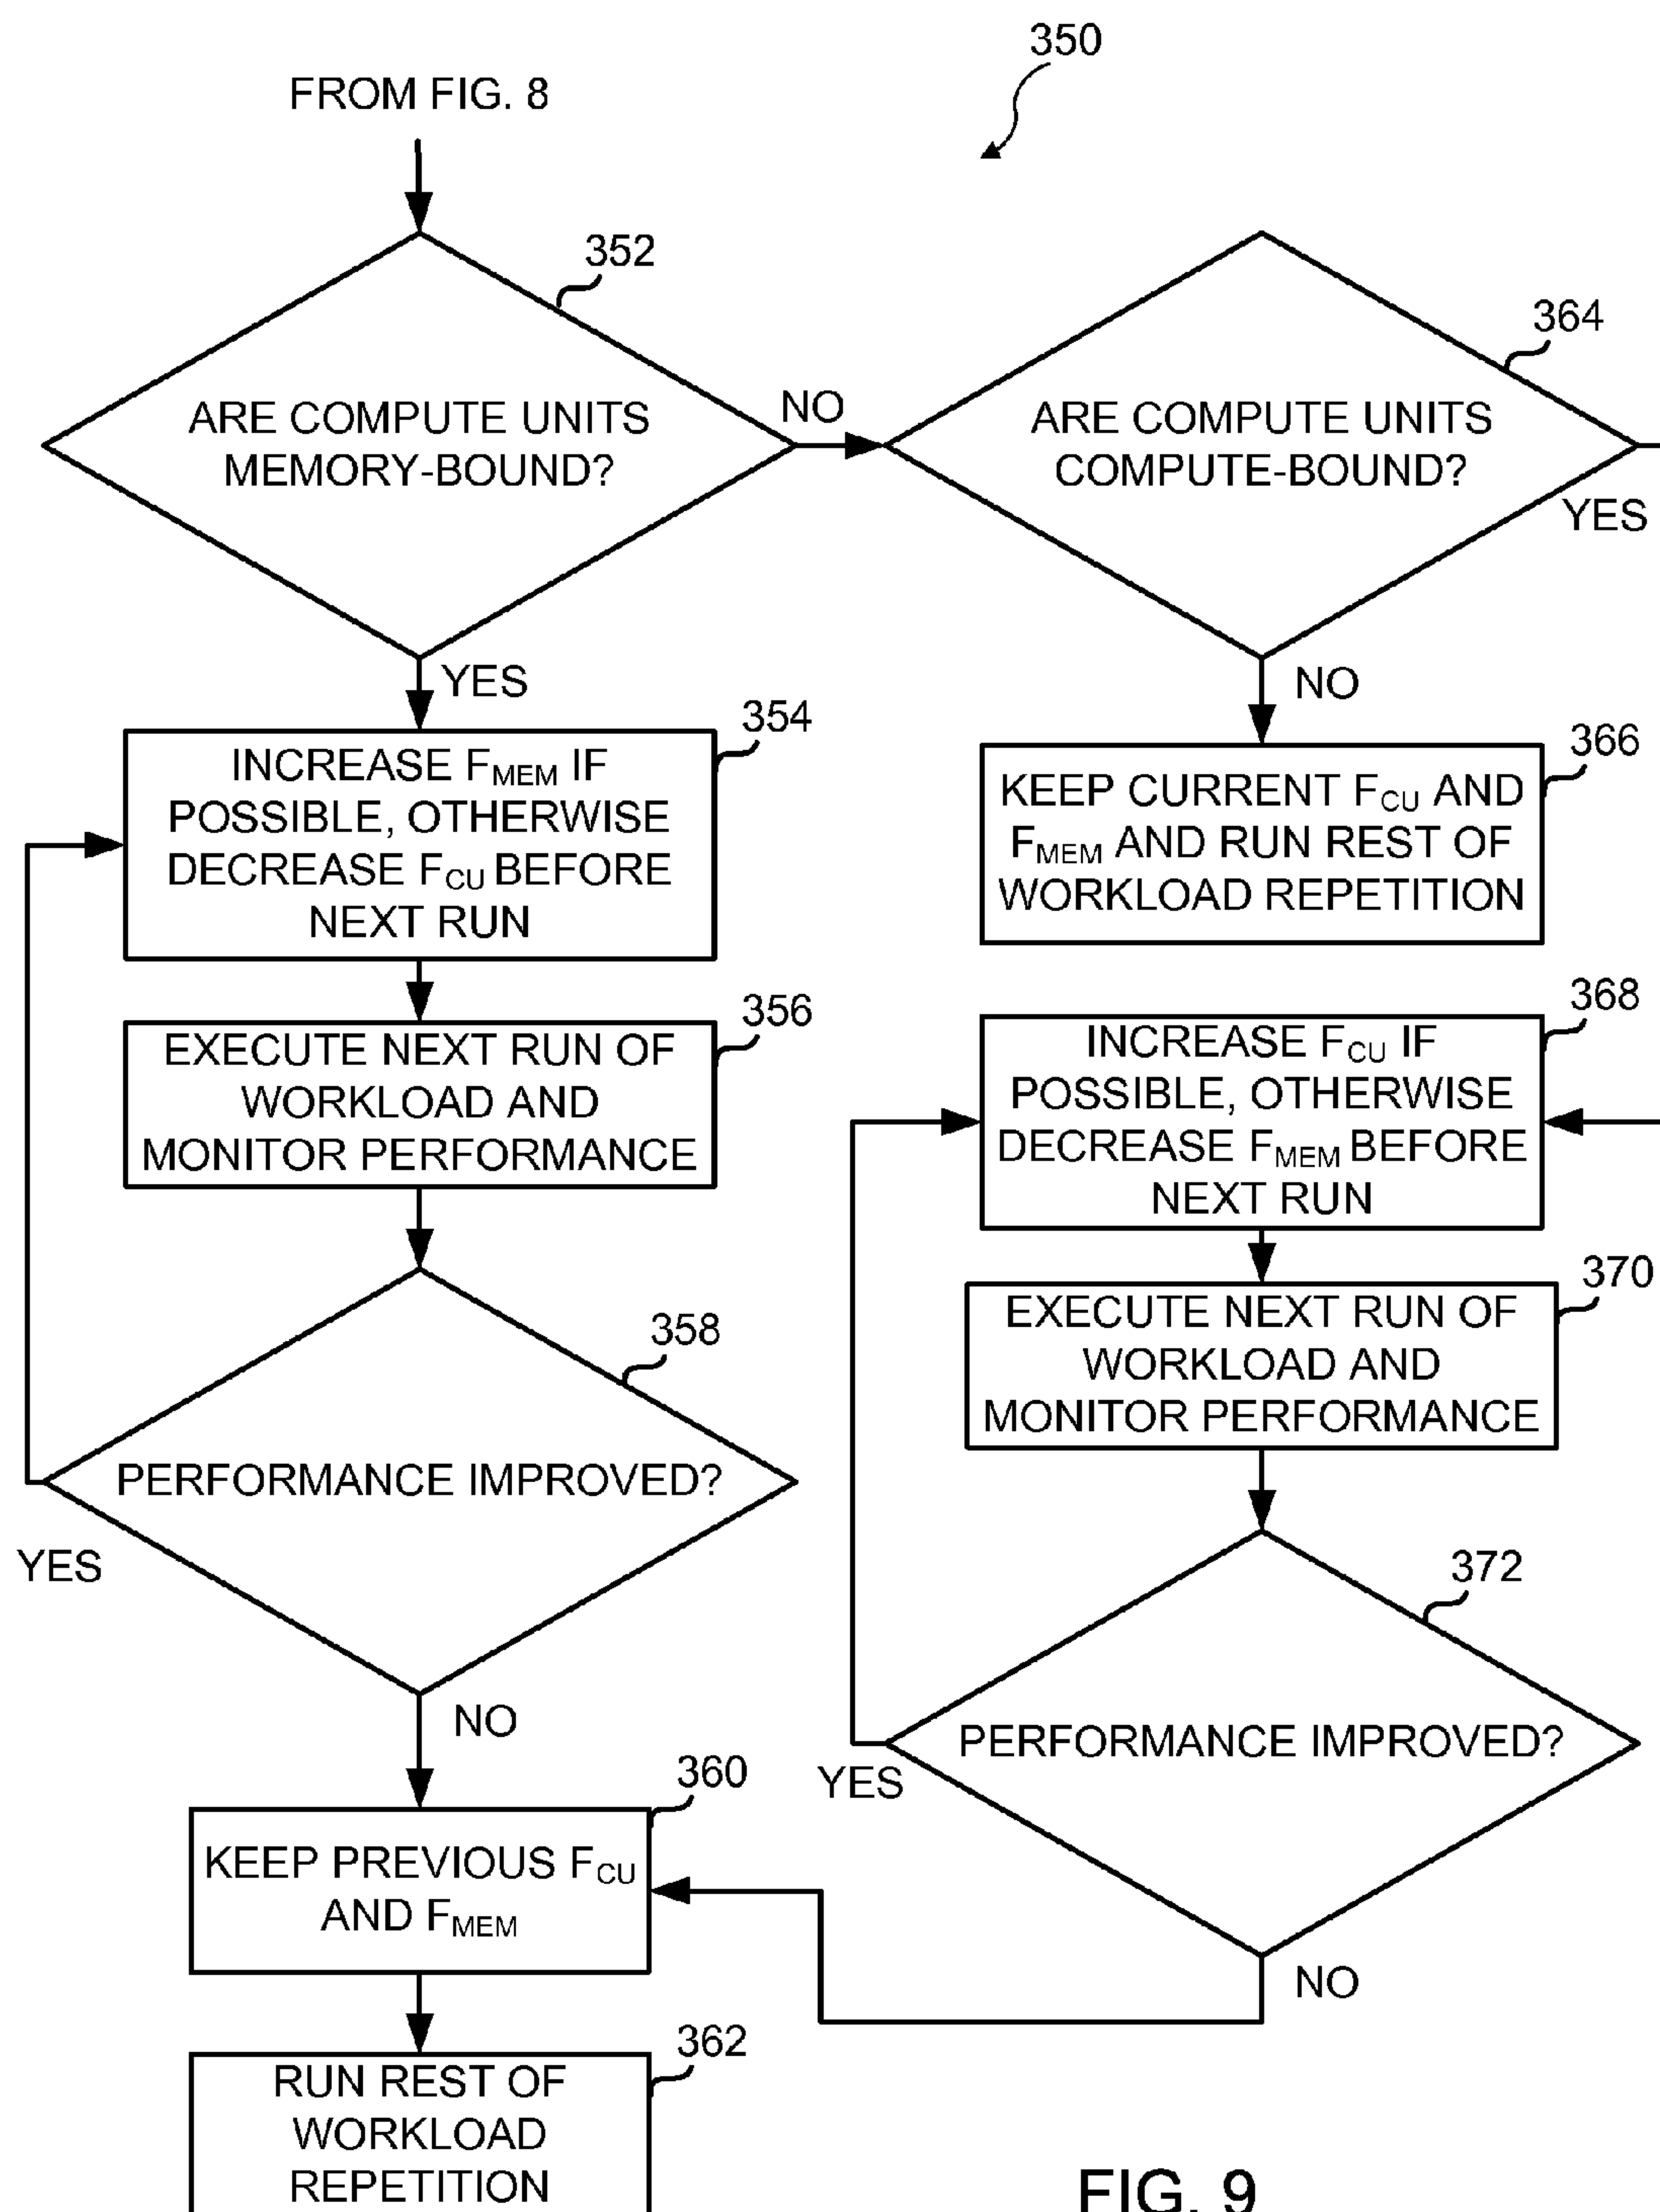 350
FROM FIG. 8
352
ARE COMPUTE UNITS
MEMORY-BOUND?
NO
364
ARE COMPUTE UNITS
COMPUTE-BOUND?
YES
YES
354
INCREASE FMEM IF
POSSIBLE, OTHERWISE
DECREASE FCU BEFORE
NEXT RUN
NO
366
KEEP CURRENT FCU AND
FMEM AND RUN REST OF
WORKLOAD REPETITION
356
EXECUTE NEXT RUN OF
WORKLOAD AND
MONITOR PERFORMANCE
368
INCREASE FCU IF
POSSIBLE, OTHERWISE
DECREASE FMEM BEFORE
NEXT RUN
370
EXECUTE NEXT RUN OF
WORKLOAD AND
MONITOR PERFORMANCE
358
PERFORMANCE IMPROVED?
YES
NO
372
PERFORMANCE IMPROVED?
YES
NO
360
KEEP PREVIOUS FCU
AND FMEM
362
RUN REST OF
WORKLOAD
REPETITION
FIG. 9